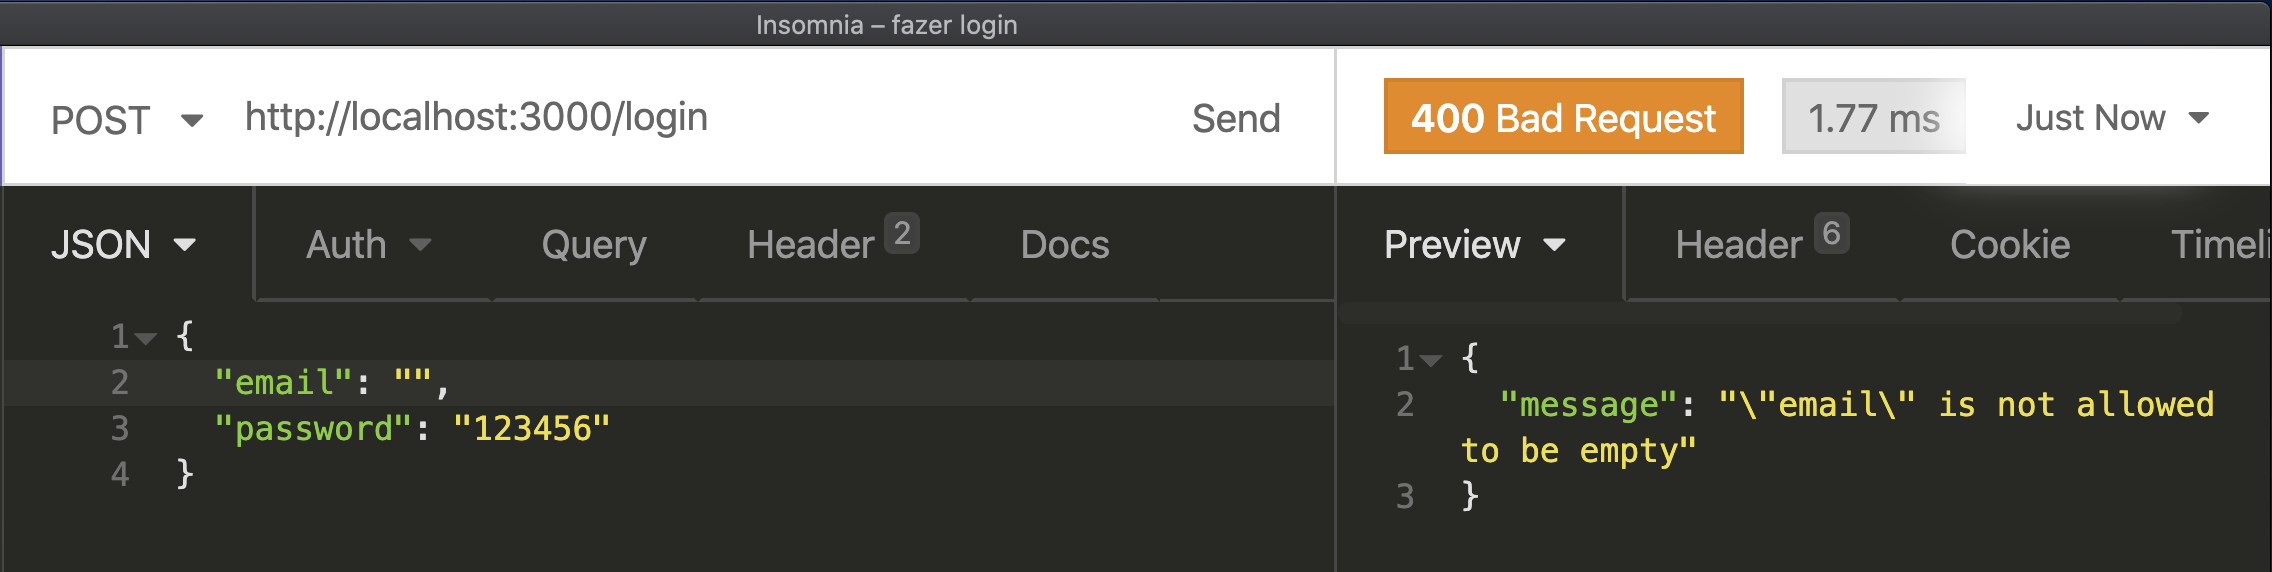 Insomnia – fazer login
POST http://localhost:3000/login Send
400 Bad Request 1.77 ms Just Now
JSON Auth Query Header 2 Docs
Preview Header 6 Cookie Timeli
1 {
2 "email": "",
3 "password": "123456"
4 }
1 {
2 "message": "\"email\" is not allowed
to be empty"
3 }